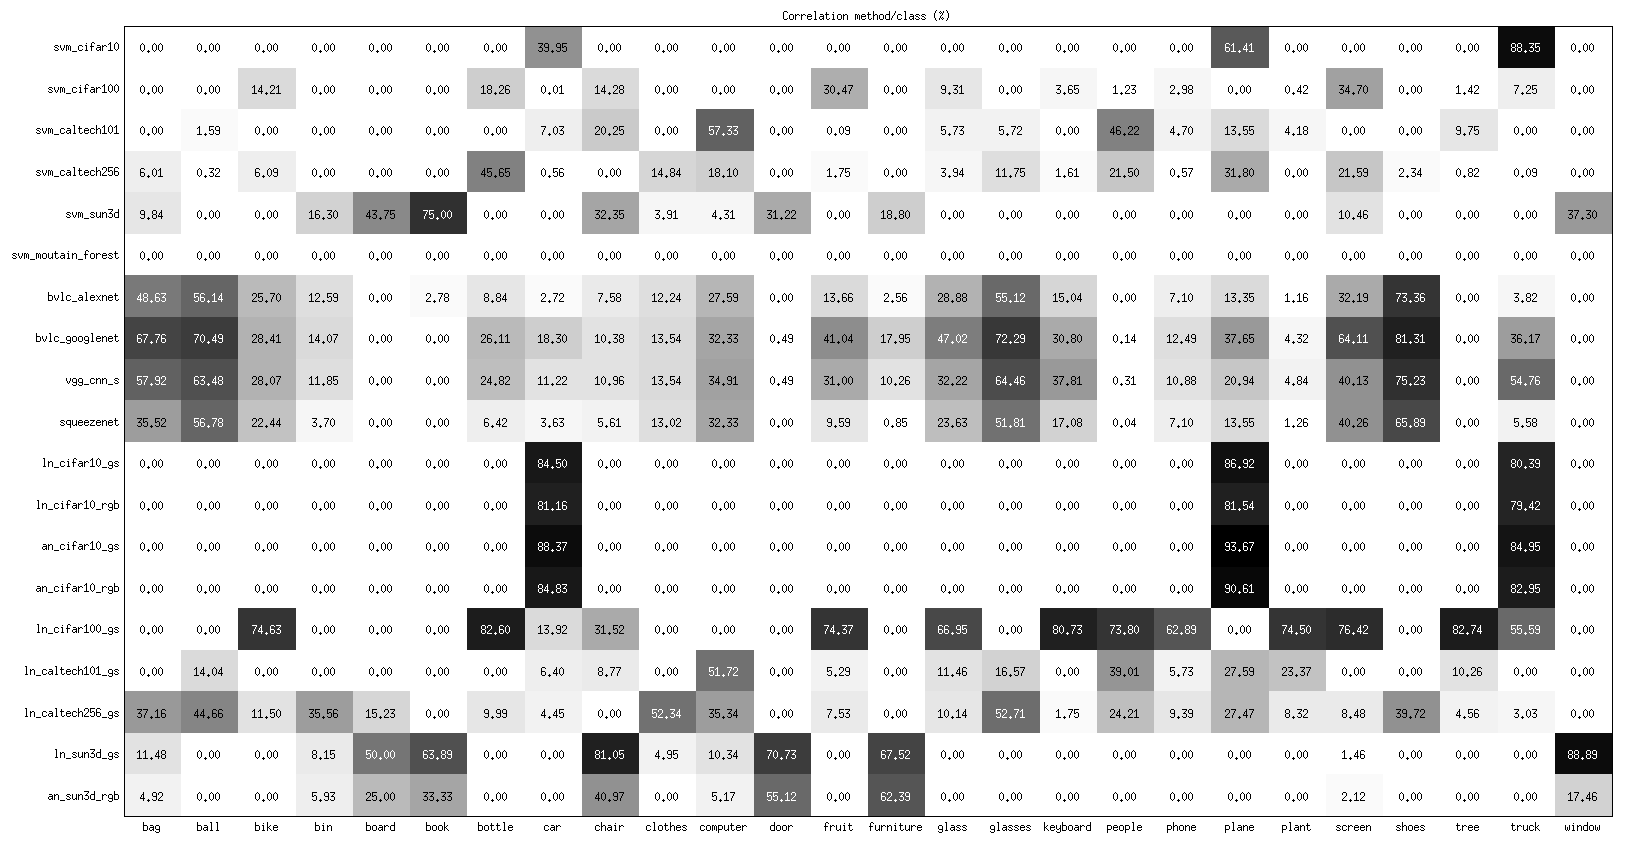 Correlation method/class (%)
svm_cifar10 0.00 0.00 0.00 0.00 0.00 0.00 0.00 39.95 0.00 0.00 0.00 0.00 0.00 0.00 0.00 0.00 0.00 0.00 0.00 61.41 0.00 0.00 0.00 0.00 88.35 0.00
svm_cifar100 0.00 0.00 14.21 0.00 0.00 0.00 18.26 0.01 14.28 0.00 0.00 0.00 30.47 0.00 9.31 0.00 3.65 1.23 2.98 0.00 0.42 34.70 0.00 1.42 7.25 0.00
svm_caltech101 0.00 1.59 0.00 0.00 0.00 0.00 0.00 7.03 20.25 0.00 57.33 0.00 0.09 0.00 5.73 5.72 0.00 46.22 4.70 13.55 4.18 0.00 0.00 9.75 0.00 0.00
svm_caltech256 6.01 0.32 6.09 0.00 0.00 0.00 45.65 0.56 0.00 14.84 18.10 0.00 1.75 0.00 3.94 11.75 1.61 21.50 0.57 31.80 0.00 21.59 2.34 0.82 0.09 0.00
svm_sun3d 9.84 0.00 0.00 16.30 43.75 75.00 0.00 0.00 32.35 3.91 4.31 31.22 0.00 18.80 0.00 0.00 0.00 0.00 0.00 0.00 0.00 10.46 0.00 0.00 0.00 37.30
svm_moutain_forest 0.00 0.00 0.00 0.00 0.00 0.00 0.00 0.00 0.00 0.00 0.00 0.00 0.00 0.00 0.00 0.00 0.00 0.00 0.00 0.00 0.00 0.00 0.00 0.00 0.00 0.00
bvlc_alexnet 48.63 56.14 25.70 12.59 0.00 2.78 8.84 2.72 7.58 12.24 27.59 0.00 13.66 2.56 28.88 55.12 15.04 0.00 7.10 13.35 1.16 32.19 73.36 0.00 3.82 0.00
bvlc_googlenet 67.76 70.49 28.41 14.07 0.00 0.00 26.11 18.30 10.38 13.54 32.33 0.49 41.04 17.95 47.02 72.29 30.80 0.14 12.49 37.65 4.32 64.11 81.31 0.00 36.17 0.00
vgg_cnn_s 57.92 63.48 28.07 11.85 0.00 0.00 24.82 11.22 10.96 13.54 34.91 0.49 31.00 10.26 32.22 64.46 37.81 0.31 10.88 20.94 4.84 40.13 75.23 0.00 54.76 0.00
squeezenet 35.52 56.78 22.44 3.70 0.00 0.00 6.42 3.63 5.61 13.02 32.33 0.00 9.59 0.85 23.63 51.81 17.08 0.04 7.10 13.55 1.26 40.26 65.89 0.00 5.58 0.00
ln_cifar10_gs 0.00 0.00 0.00 0.00 0.00 0.00 0.00 84.50 0.00 0.00 0.00 0.00 0.00 0.00 0.00 0.00 0.00 0.00 0.00 86.92 0.00 0.00 0.00 0.00 80.39 0.00
ln_cifar10_rgb 0.00 0.00 0.00 0.00 0.00 0.00 0.00 81.16 0.00 0.00 0.00 0.00 0.00 0.00 0.00 0.00 0.00 0.00 0.00 81.54 0.00 0.00 0.00 0.00 79.42 0.00
an_cifar10_gs 0.00 0.00 0.00 0.00 0.00 0.00 0.00 88.37 0.00 0.00 0.00 0.00 0.00 0.00 0.00 0.00 0.00 0.00 0.00 93.67 0.00 0.00 0.00 0.00 84.95 0.00
an_cifar10_rgb 0.00 0.00 0.00 0.00 0.00 0.00 0.00 84.83 0.00 0.00 0.00 0.00 0.00 0.00 0.00 0.00 0.00 0.00 0.00 90.61 0.00 0.00 0.00 0.00 82.95 0.00
ln_cifar100_gs 0.00 0.00 74.63 0.00 0.00 0.00 82.60 13.92 31.52 0.00 0.00 0.00 74.37 0.00 66.95 0.00 80.73 73.80 62.89 0.00 74.50 76.42 0.00 82.74 55.59 0.00
ln_caltech101_gs 0.00 14.04 0.00 0.00 0.00 0.00 0.00 6.40 8.77 0.00 51.72 0.00 5.29 0.00 11.46 16.57 0.00 39.01 5.73 27.59 23.37 0.00 0.00 10.26 0.00 0.00
ln_caltech256_gs 37.16 44.66 11.50 35.56 15.23 0.00 9.99 4.45 0.00 52.34 35.34 0.00 7.53 0.00 10.14 52.71 1.75 24.21 9.39 27.47 8.32 8.48 39.72 4.56 3.03 0.00
ln_sun3d_gs 11.48 0.00 0.00 8.15 50.00 63.89 0.00 0.00 81.05 4.95 10.34 70.73 0.00 67.52 0.00 0.00 0.00 0.00 0.00 0.00 0.00 1.46 0.00 0.00 0.00 88.89
an_sun3d_rgb 4.92 0.00 0.00 5.93 25.00 33.33 0.00 0.00 40.97 0.00 5.17 55.12 0.00 62.39 0.00 0.00 0.00 0.00 0.00 0.00 0.00 2.12 0.00 0.00 0.00 17.46
bag ball bike bin board book bottle car chair clothes computer door fruit furniture glass glasses keyboard people phone plane plant screen shoes tree truck window